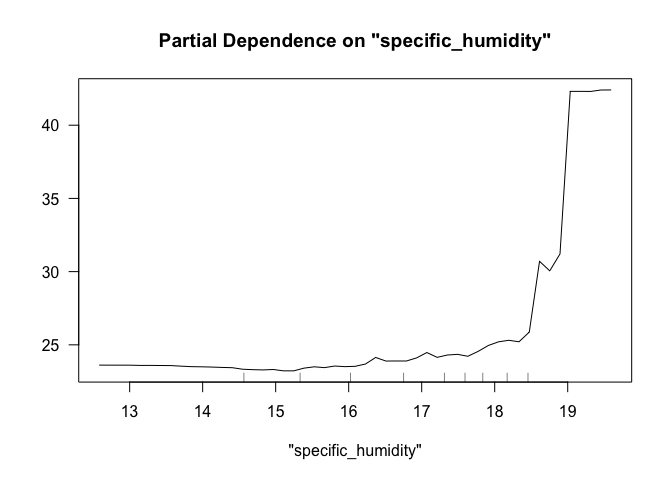 Partial Dependence on "specific_humidity"
40
35
30
25
13 14 15 16 17 18 19
"specific_humidity"